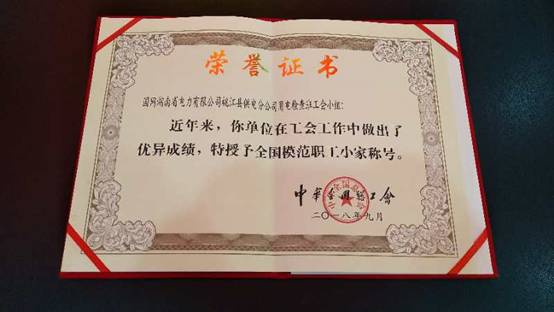 荣誉证书
国网湖南省电力有限公司桃江县供电分公司用电检查班工会小组:
近年来，你单位在工会工作中做出了
优异成绩，特授予全国模范职工小家称号。
中华全国总工会
二〇一八年九月